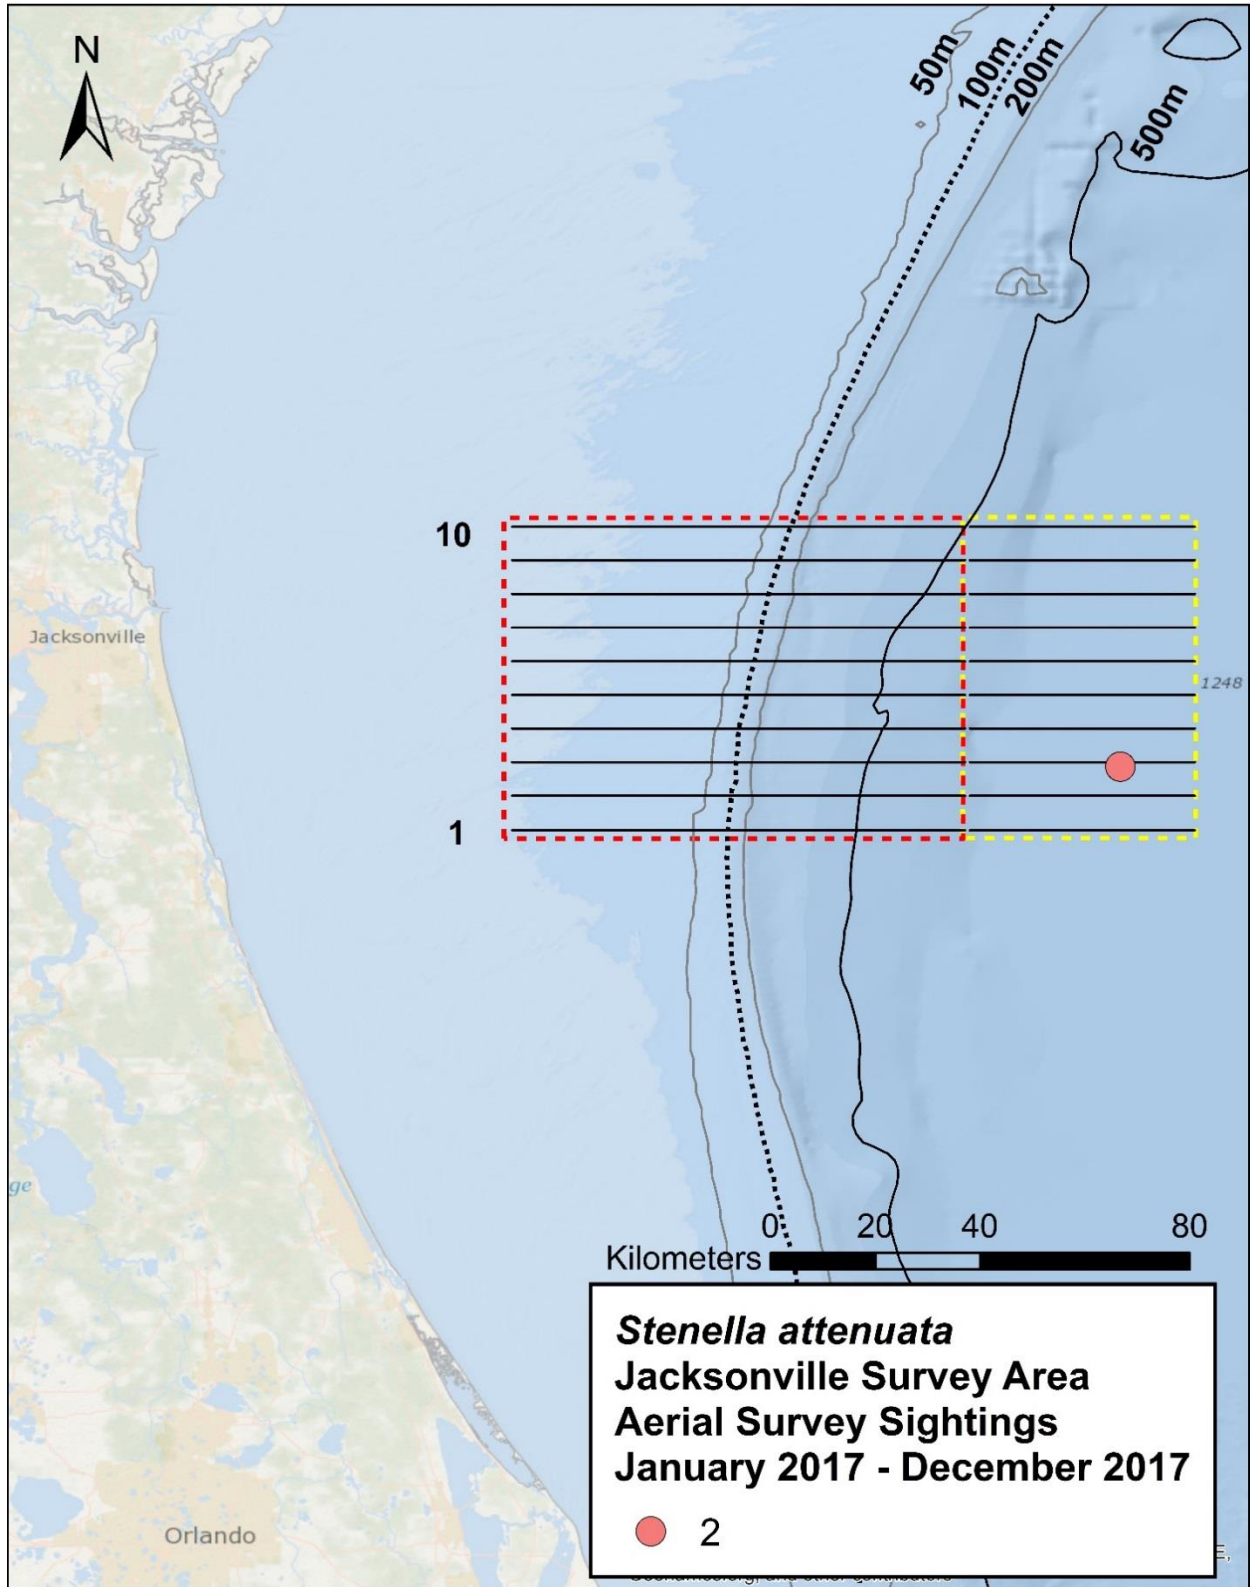 N
50m
100m
200m
500m
10
Jacksonville
1248
1
ge
0 20 40 80
Kilometers
Stenella attenuata
Jacksonville Survey Area
Aerial Survey Sightings
January 2017 - December 2017
2
Orlando
E,